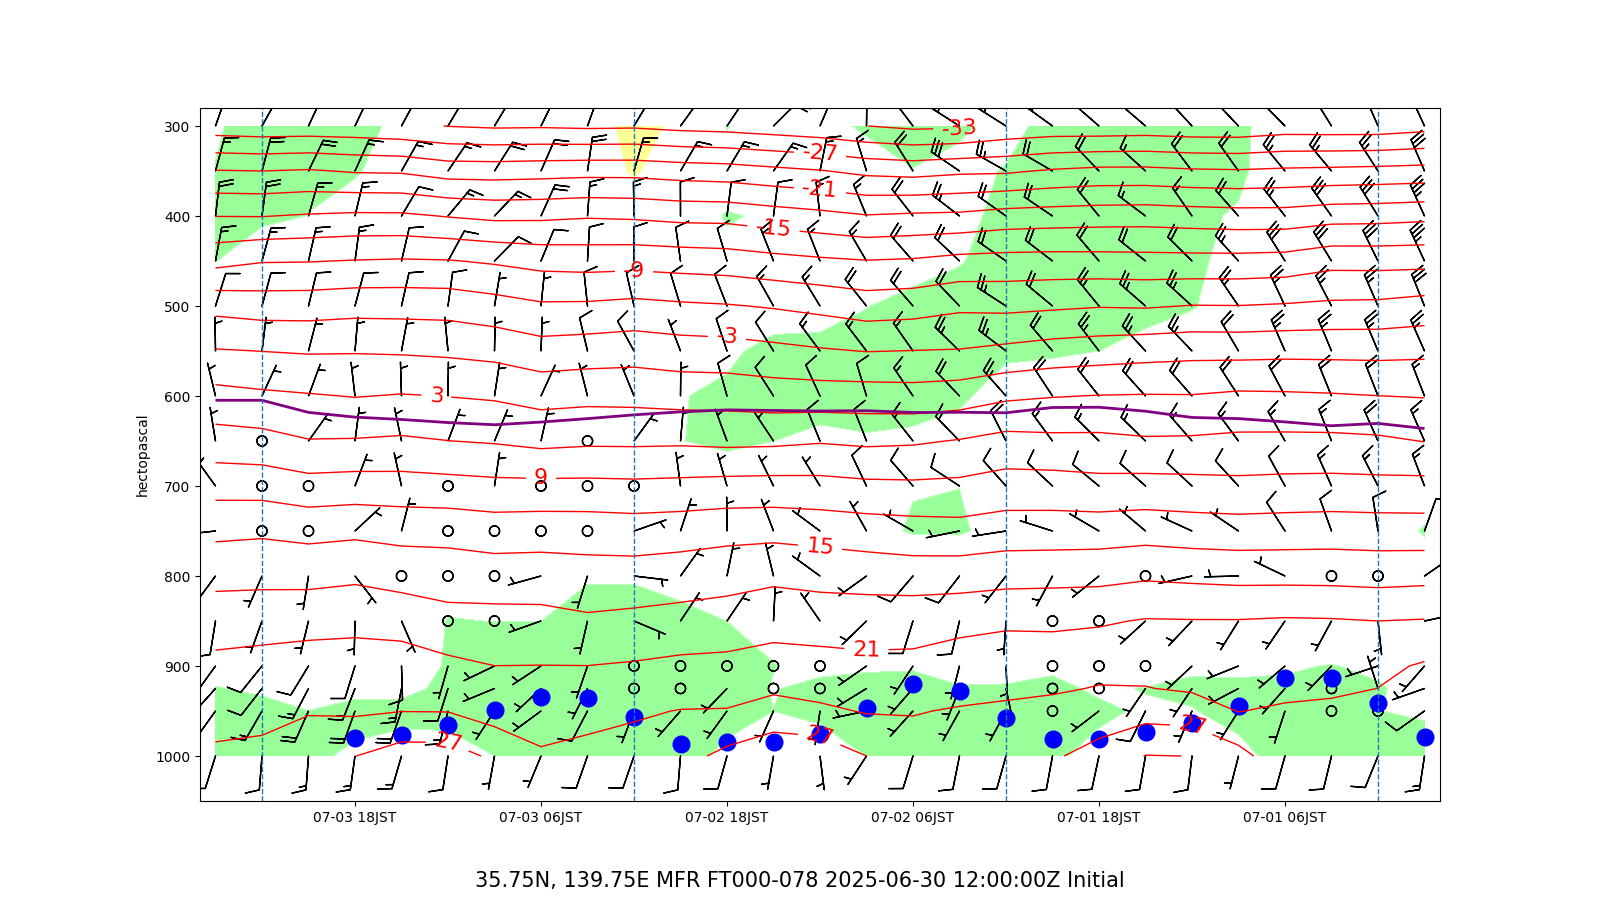 300
400
500
600
700
800
900
1000
hectopascal
-33
-27
-21
-15
-9
-3
3
9
15
21
27
27
27
07-03 18JST
07-03 06JST
07-02 18JST
07-02 06JST
07-01 18JST
07-01 06JST
35.75N, 139.75E MFR FT000-078 2025-06-30 12:00:00Z Initial